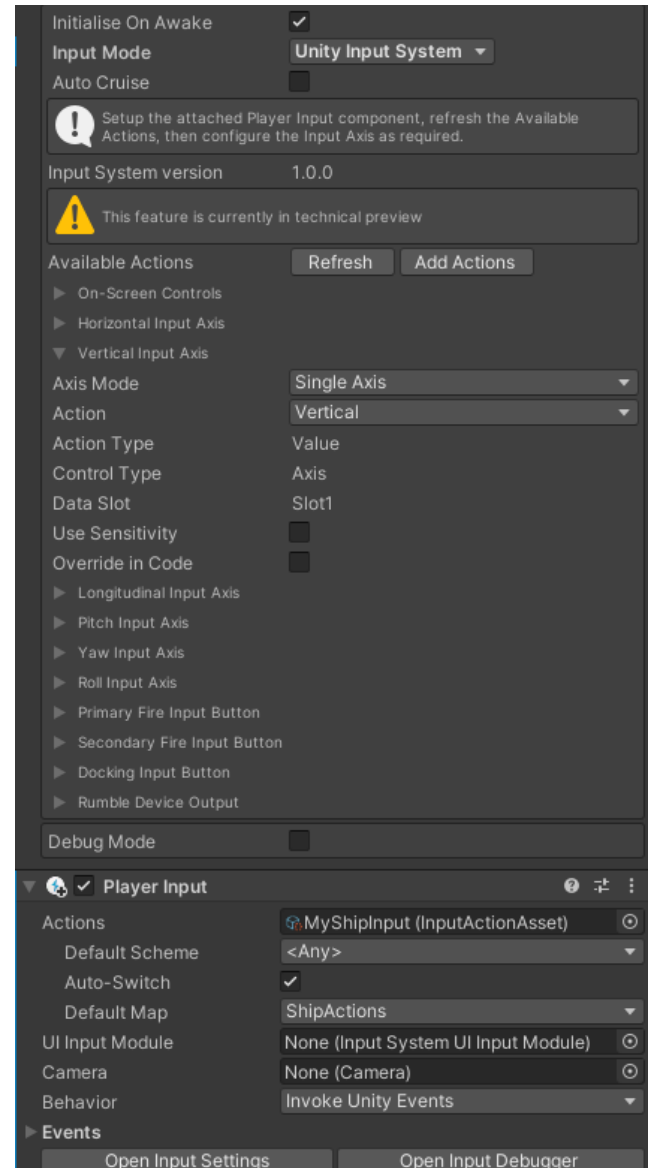 Initialise On Awake
Input Mode Unity Input System
Auto Cruise
Setup the attached Player Input component, refresh the Available
Actions, then configure the Input Axis as required.
Input System version 1.0.0
This feature is currently in technical preview
Available Actions Refresh Add Actions
On-Screen Controls
Horizontal Input Axis
Vertical Input Axis
Axis Mode Single Axis
Action Vertical
Action Type Value
Control Type Axis
Data Slot Slot1
Use Sensitivity
Override in Code
Longitudinal Input Axis
Pitch Input Axis
Yaw Input Axis
Roll Input Axis
Primary Fire Input Button
Secondary Fire Input Button
Docking Input Button
Rumble Device Output
Debug Mode
Player Input
Actions MyShipInput (InputActionAsset)
Default Scheme <Any>
Auto-Switch
Default Map ShipActions
UI Input Module None (Input System UI Input Module)
Camera None (Camera)
Behavior Invoke Unity Events
Events
Open Input Settings Open Input Debugger